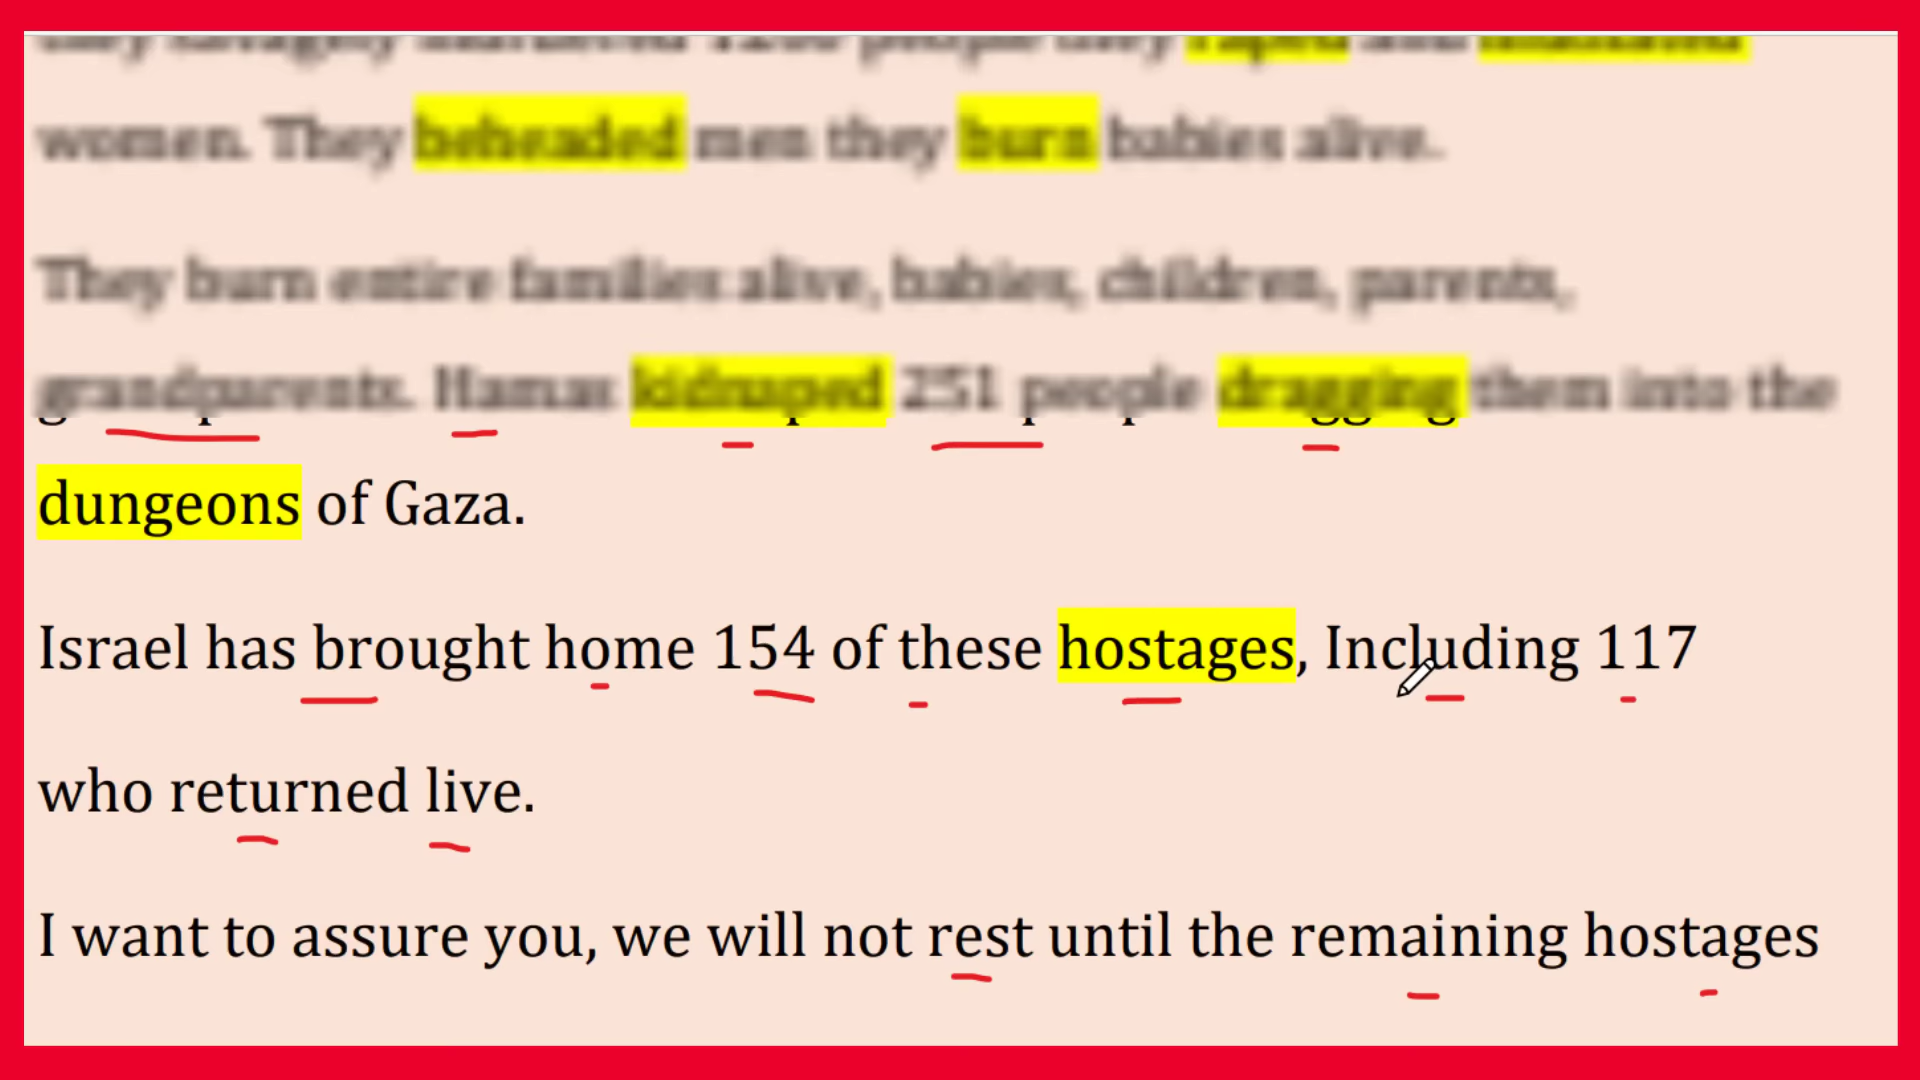 women. They beheaded men they burn babies alive.
They burn entire families alive, babies, children, parents,
grandparents. Hamas kidnaped 251 people dragging them into the
dungeons of Gaza.
Israel has brought home 154 of these hostages, Including 117
who returned live.
I want to assure you, we will not rest until the remaining hostages